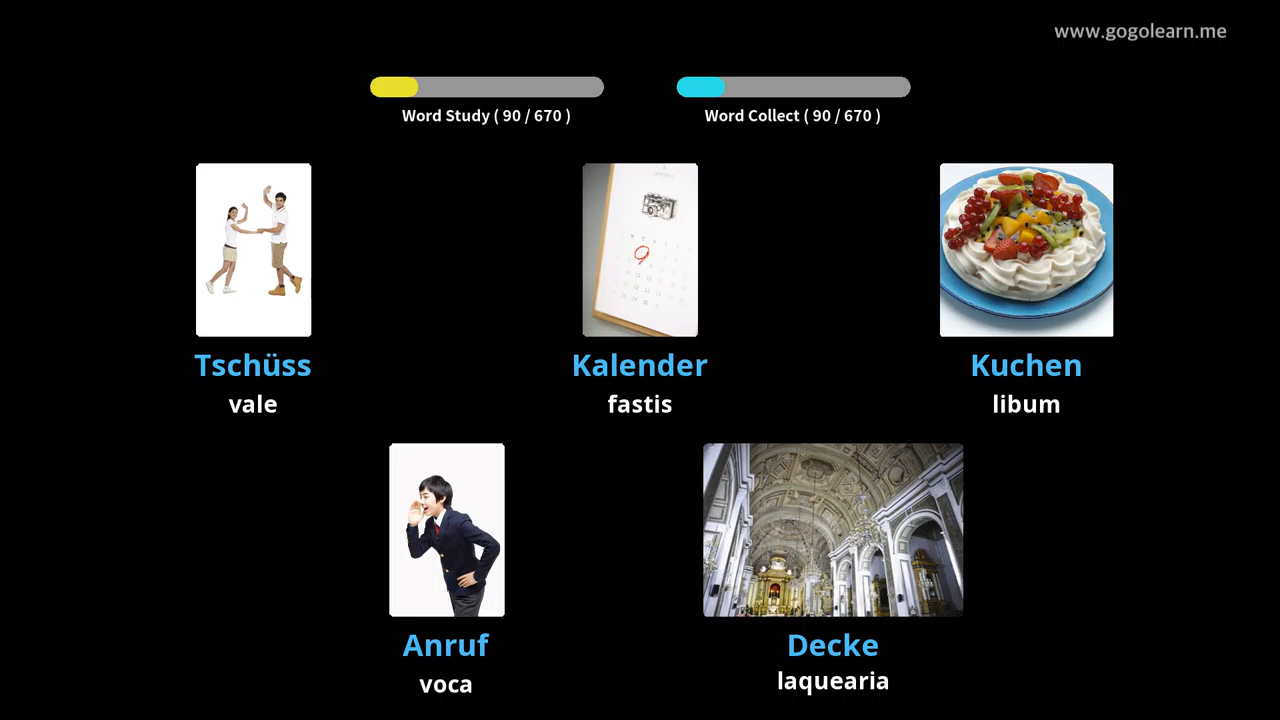 www.gogolearn.me
Word Study ( 90 / 670 )
Word Collect ( 90 / 670 )
Tschüss
vale
Kalender
fastis
Kuchen
libum
Anruf
voca
Decke
laquearia